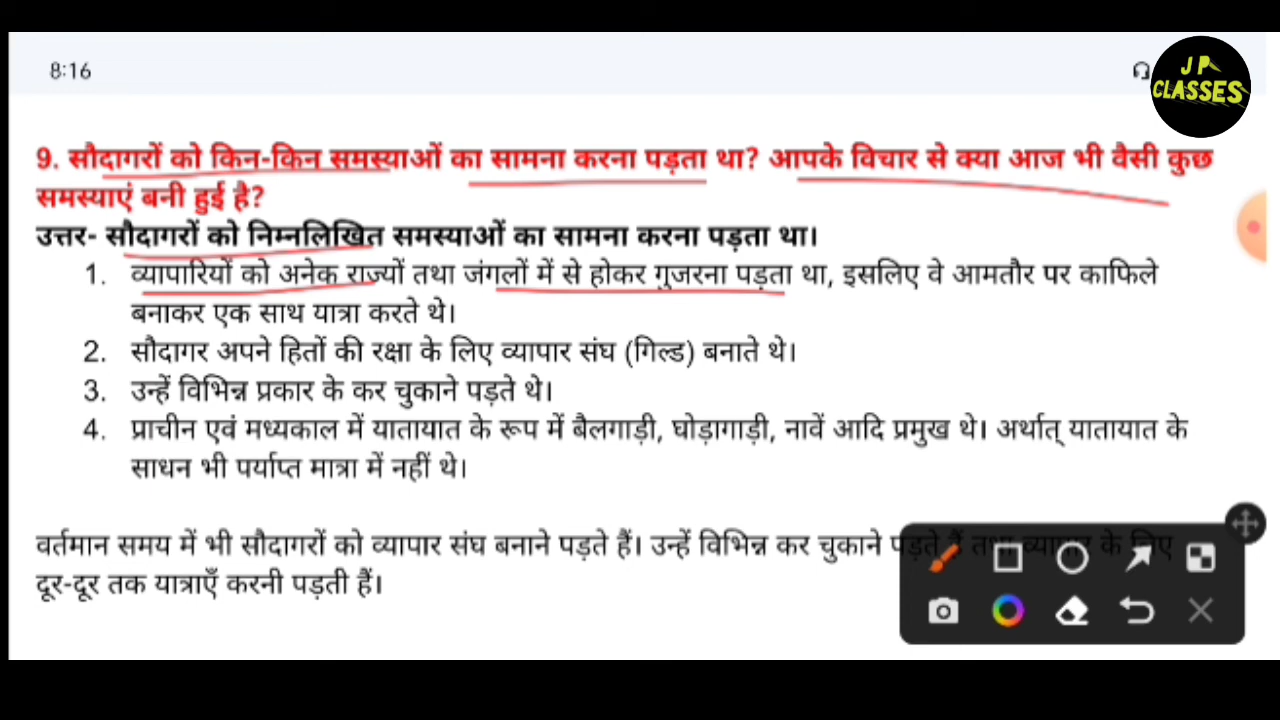 8:16
J P
CLASSES
9. सौदागरों को किन-किन समस्याओं का सामना करना पड़ता था? आपके विचार से क्या आज भी वैसी कुछ
समस्याएं बनी हुई है?
उत्तर- सौदागरों को निम्नलिखित समस्याओं का सामना करना पड़ता था।
1. व्यापारियों को अनेक राज्यों तथा जंगलों में से होकर गुजरना पड़ता था, इसलिए वे आमतौर पर काफिले
बनाकर एक साथ यात्रा करते थे।
2. सौदागर अपने हितों की रक्षा के लिए व्यापार संघ (गिल्ड) बनाते थे।
3. उन्हें विभिन्न प्रकार के कर चुकाने पड़ते थे।
4. प्राचीन एवं मध्यकाल में यातायात के रूप में बैलगाड़ी, घोड़ागाड़ी, नावें आदि प्रमुख थे। अर्थात् यातायात के
साधन भी पर्याप्त मात्रा में नहीं थे।
वर्तमान समय में भी सौदागरों को व्यापार संघ बनाने पड़ते हैं। उन्हें विभिन्न कर चुकाने पड़ते हैं तथा व्यापार के लिए
दूर-दूर तक यात्राएँ करनी पड़ती हैं।